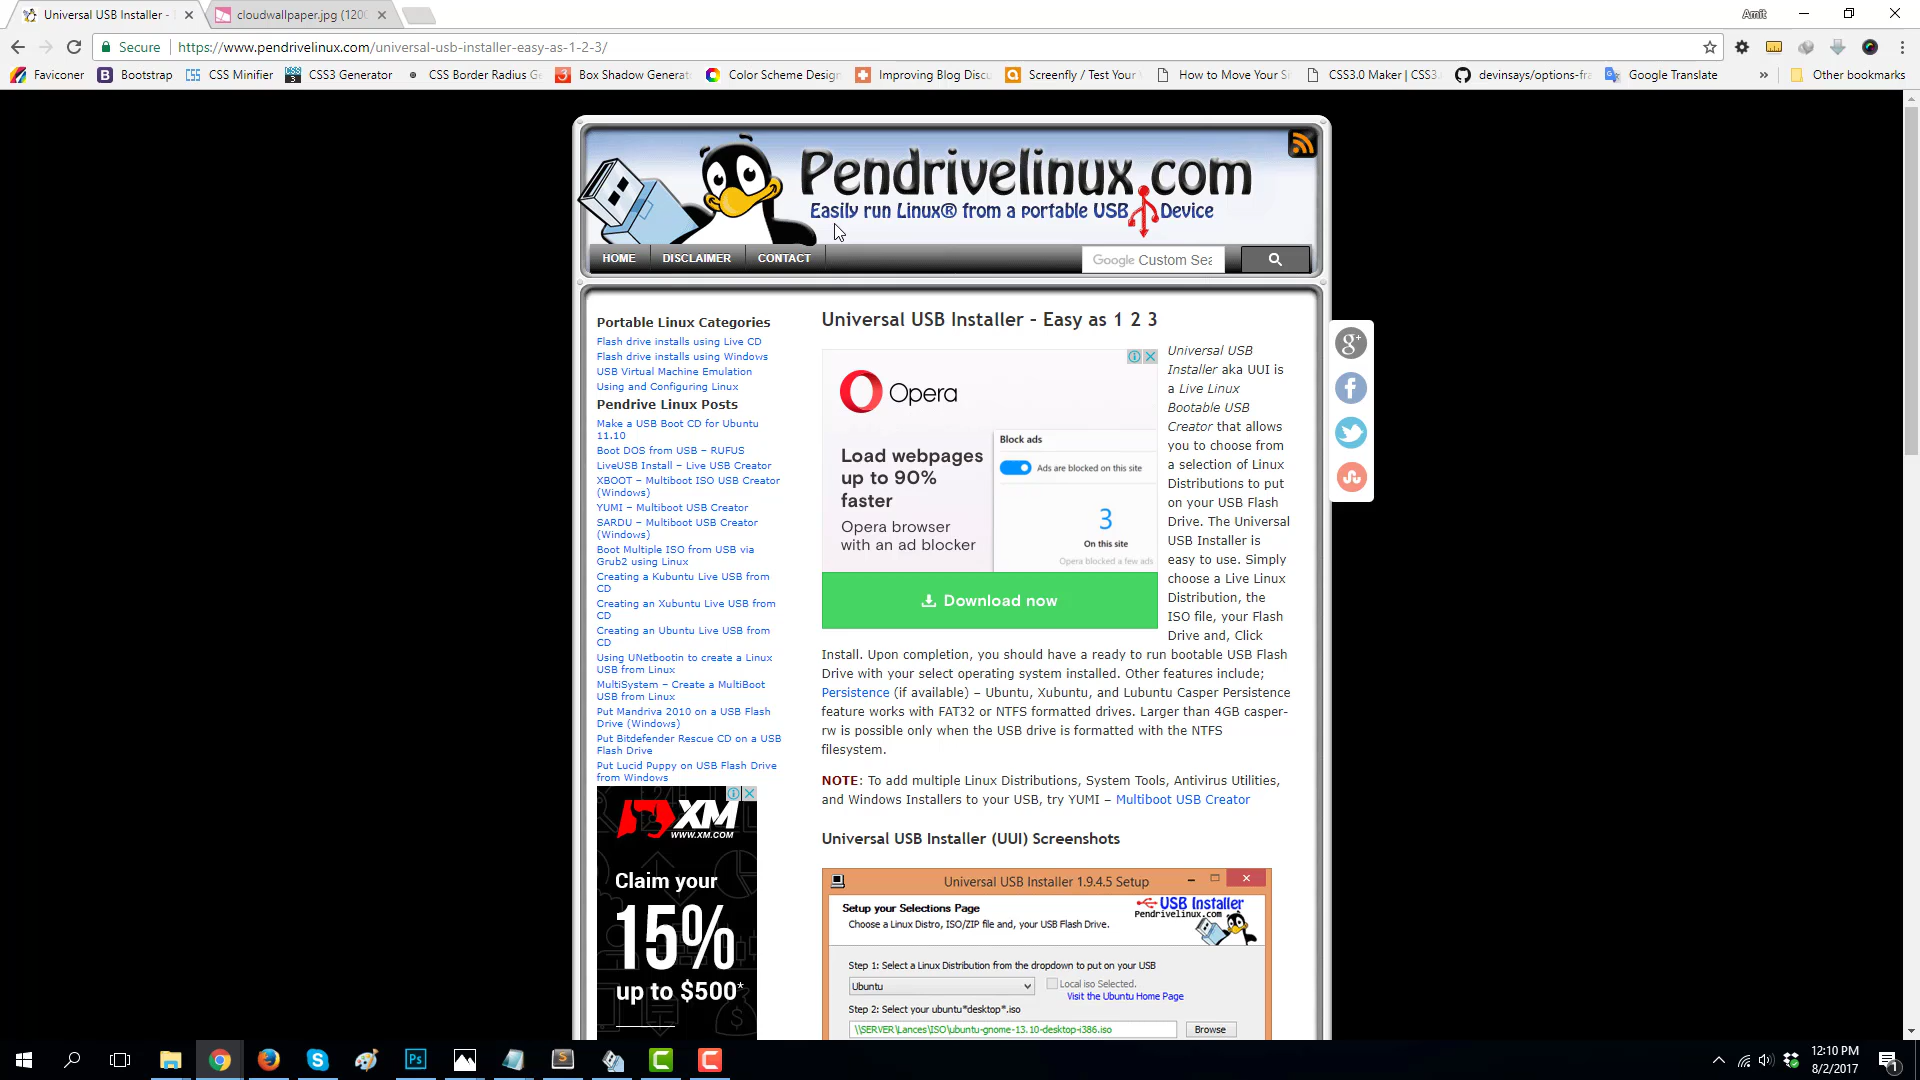 Universal USB Installer -
cloudwallpaper.jpg (120
Amit
Secure
https://www.pendrivelinux.com/universal-usb-installer-easy-as-1-2-3/
Faviconer
Bootstrap
CSS Minifier
CSS3 Generator
CSS Border Radius Ge
Box Shadow Generat
Color Scheme Desig
Improving Blog Discu
Screenfly / Test Your
How to Move Your Si
CSS3.0 Maker | CSS3.
devinsays/options-fra
Google Translate
»
Other bookmarks
Pendrivelinux.com
Easily run Linux® from a portable USB Device
HOME
DISCLAIMER
CONTACT
Google Custom Sea
Portable Linux Categories
Flash drive installs using Live CD
Flash drive installs using Windows
USB Virtual Machine Emulation
Using and Configuring Linux
Pendrive Linux Posts
Make a USB Boot CD for Ubuntu
11.10
Boot DOS from USB – RUFUS
LiveUSB Install – Live USB Creator
XBOOT – Multiboot ISO USB Creator
(Windows)
YUMI – Multiboot USB Creator
SARDU – Multiboot USB Creator
(Windows)
Boot Multiple ISO from USB via
Grub2 using Linux
Creating a Kubuntu Live USB from
CD
Creating an Xubuntu Live USB from
CD
Creating an Ubuntu Live USB from
CD
Using UNetbootin to create a Linux
USB from Linux
MultiSystem – Create a MultiBoot
USB from Linux
Put Mandriva 2010 on a USB Flash
Drive (Windows)
Put Bitdefender Rescue CD on a USB
Flash Drive
Put Lucid Puppy on USB Flash Drive
from Windows
XM
WWW.XM.COM
Claim your
15%
up to $500*
Universal USB Installer – Easy as 1 2 3
Opera
Load webpages
up to 90%
faster
Opera browser
with an ad blocker
Block ads
Ads are blocked on this site
3
On this site
Opera blocked a few ads
Download now
Universal USB
Installer aka UUI is
a Live Linux
Bootable USB
Creator that allows
you to choose from
a selection of Linux
Distributions to put
on your USB Flash
Drive. The Universal
USB Installer is
easy to use. Simply
choose a Live Linux
Distribution, the
ISO file, your Flash
Drive and, Click
Install. Upon completion, you should have a ready to run bootable USB Flash
Drive with your select operating system installed. Other features include;
Persistence (if available) – Ubuntu, Xubuntu, and Lubuntu Casper Persistence
feature works with FAT32 or NTFS formatted drives. Larger than 4GB casper-
rw is possible only when the USB drive is formatted with the NTFS
filesystem.
NOTE: To add multiple Linux Distributions, System Tools, Antivirus Utilities,
and Windows Installers to your USB, try YUMI – Multiboot USB Creator
Universal USB Installer (UUI) Screenshots
Universal USB Installer 1.9.4.5 Setup
Setup your Selections Page
Choose a Linux Distro, ISO/ZIP file and, your USB Flash Drive.
USB Installer
Pendrivelinux.com
Step 1: Select a Linux Distribution from the dropdown to put on your USB
Ubuntu
Local iso Selected.
Visit the Ubuntu Home Page
Step 2: Select your ubuntu*desktop*.iso
\\SERVER\Lances\ISO\ubuntu-gnome-13.10-desktop-i386.iso
Browse
g+
12:10 PM
8/2/2017
1